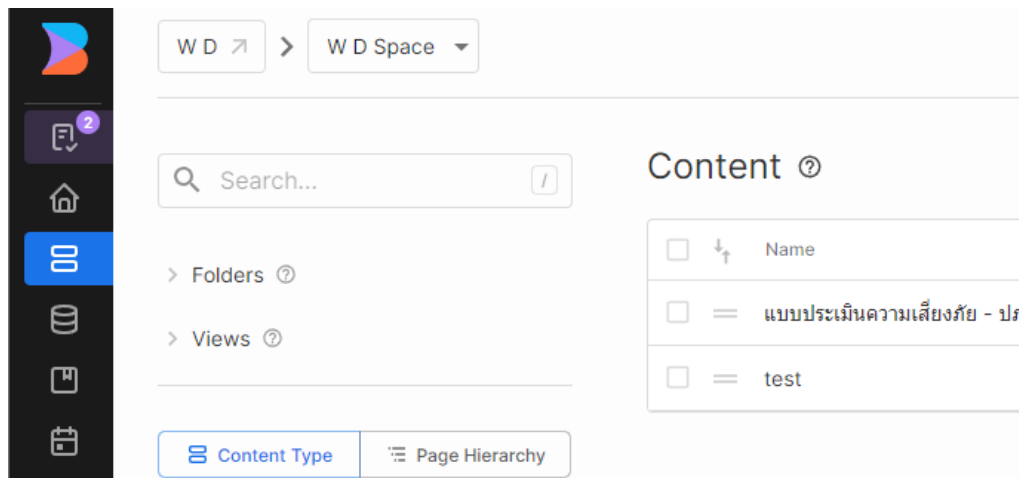 W D
W D Space
2
Search...
/
Content
Folders
Views
Name
แบบประเมินความเสี่ยงภัย -
test
Content Type
Page Hierarchy